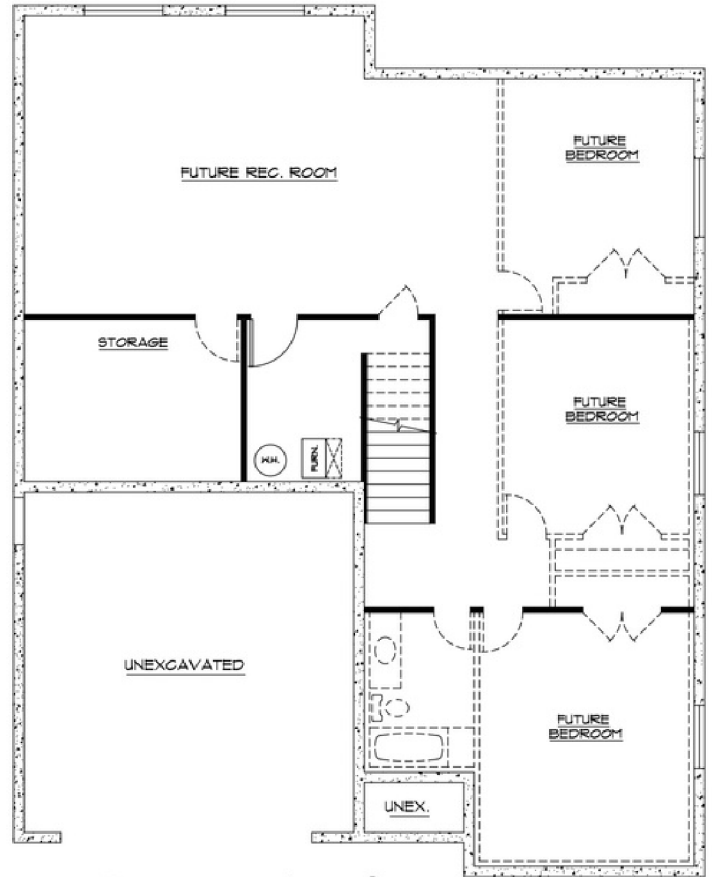 FUTURE
BEDROOM
FUTURE REC. ROOM
STORAGE
FUTURE
BEDROOM
W.H.
FURN.
UNEXCAVATED
FUTURE
BEDROOM
UNEX.